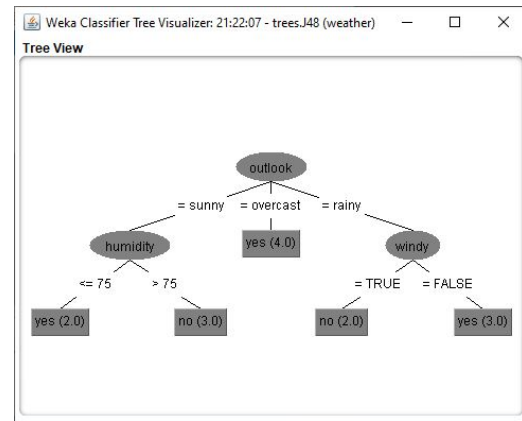 Weka Classifier Tree Visualizer: 21:22:07 - trees.J48 (weather)
Tree View
outlook
= sunny = overcast = rainy
humidity yes (4.0) windy
<= 75 > 75 = TRUE = FALSE
yes (2.0) no (3.0) no (2.0) yes (3.0)